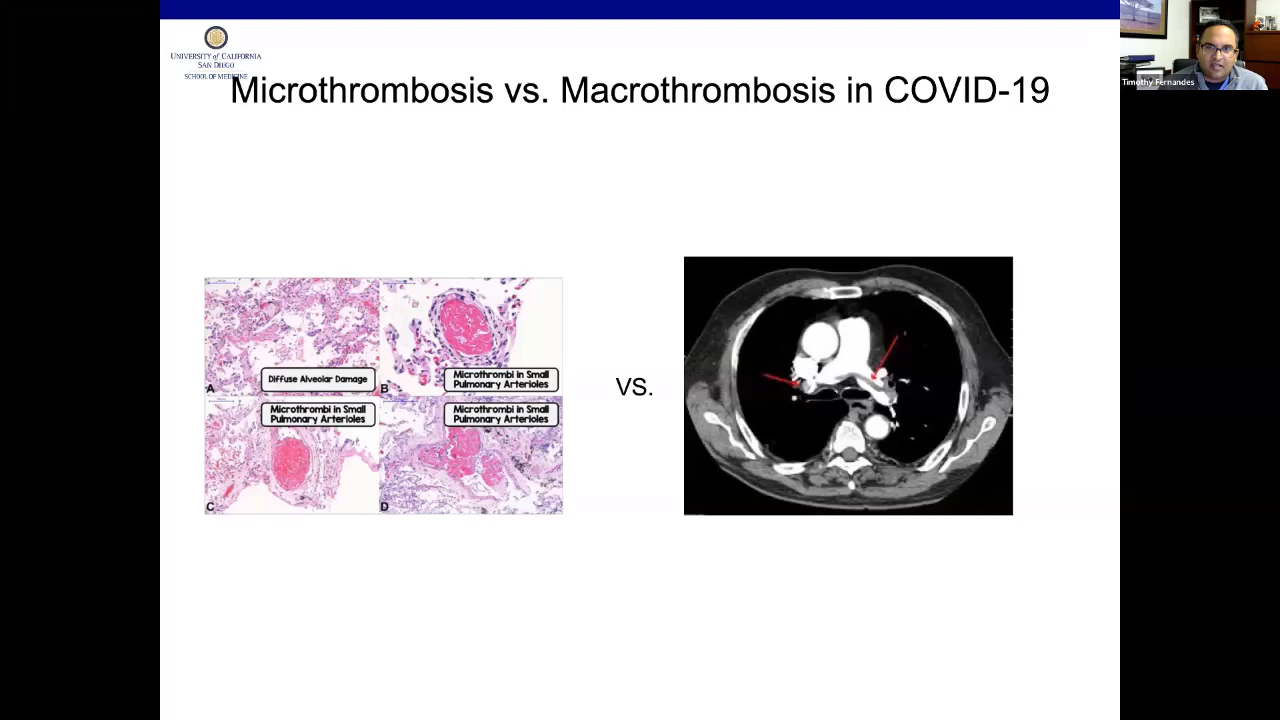 UNIVERSITY of CALIFORNIA
SAN DIEGO
SCHOOL OF MEDICINE
Microthrombosis vs. Macrothrombosis in COVID-19
Timothy Fernandes
A
Diffuse Alveolar Damage
B
Microthrombi in Small
Pulmonary Arterioles
C
Microthrombi in Small
Pulmonary Arterioles
D
Microthrombi in Small
Pulmonary Arterioles
VS.